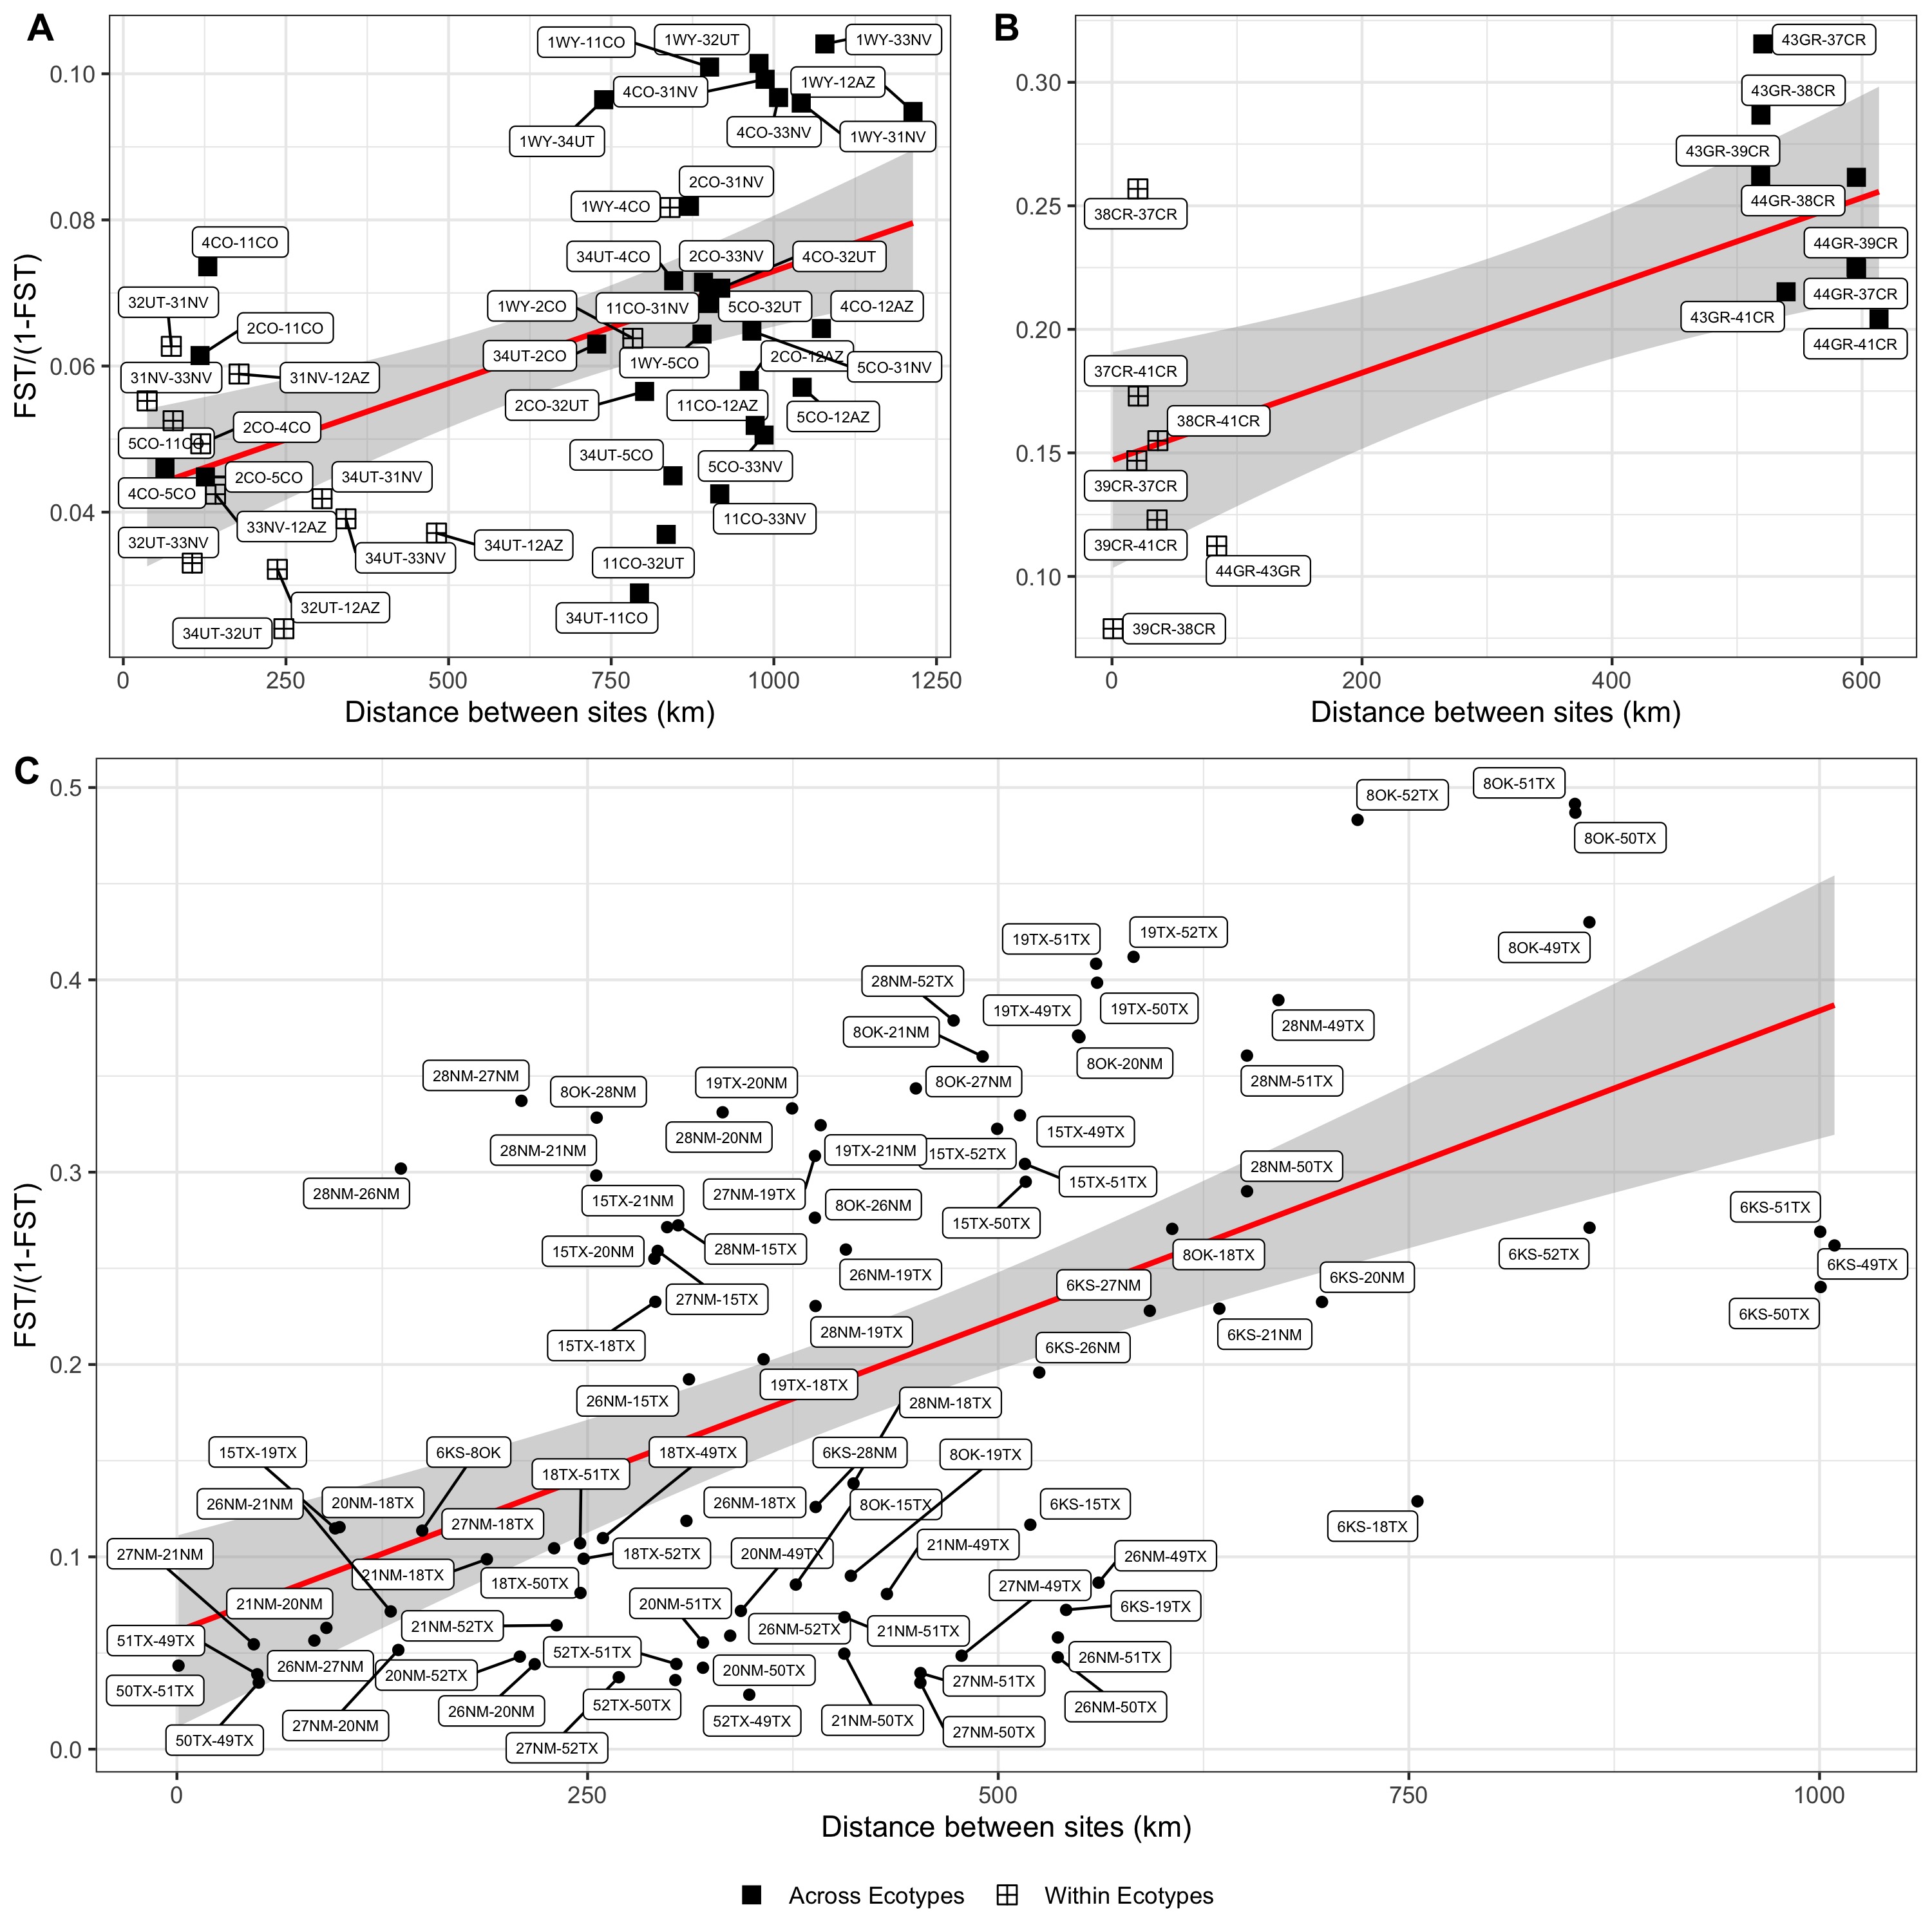 A
1WY-11CO
1WY-32UT
1WY-33NV
4CO-31NV
1WY-12AZ
1WY-34UT
4CO-33NV
1WY-31NV
2CO-31NV
1WY-4CO
4CO-11CO
34UT-4CO
2CO-33NV
4CO-32UT
32UT-31NV
2CO-11CO
1WY-2CO
11CO-31NV
5CO-32UT
4CO-12AZ
34UT-2CO
1WY-5CO
2CO-12AZ
5CO-31NV
31NV-33NV
31NV-12AZ
2CO-32UT
11CO-12AZ
5CO-12AZ
5CO-11CO
2CO-4CO
34UT-5CO
5CO-33NV
4CO-5CO
2CO-5CO
34UT-31NV
33NV-12AZ
11CO-33NV
32UT-33NV
34UT-33NV
34UT-12AZ
11CO-32UT
32UT-12AZ
34UT-32UT
34UT-11CO
0.10
0.08
0.06
0.04
FST/(1-FST)
0
250
500
750
1000
1250
Distance between sites (km)
B
43GR-37CR
43GR-38CR
43GR-39CR
44GR-38CR
38CR-37CR
44GR-39CR
44GR-37CR
43GR-41CR
44GR-41CR
37CR-41CR
38CR-41CR
39CR-37CR
39CR-41CR
44GR-43GR
39CR-38CR
0.30
0.25
0.20
0.15
0.10
0
200
400
600
Distance between sites (km)
C
8OK-52TX
8OK-51TX
8OK-50TX
19TX-51TX
19TX-52TX
8OK-49TX
28NM-52TX
19TX-49TX
19TX-50TX
28NM-49TX
8OK-21NM
8OK-20NM
28NM-51TX
28NM-27NM
8OK-28NM
19TX-20NM
8OK-27NM
28NM-21NM
28NM-20NM
15TX-49TX
19TX-21NM
15TX-52TX
15TX-51TX
28NM-50TX
28NM-26NM
15TX-21NM
27NM-19TX
8OK-26NM
15TX-50TX
6KS-51TX
15TX-20NM
28NM-15TX
26NM-19TX
8OK-18TX
6KS-52TX
6KS-49TX
27NM-15TX
6KS-27NM
6KS-20NM
6KS-50TX
15TX-18TX
28NM-19TX
6KS-26NM
6KS-21NM
26NM-15TX
19TX-18TX
28NM-18TX
15TX-19TX
6KS-8OK
18TX-49TX
6KS-28NM
8OK-19TX
18TX-51TX
26NM-21NM
20NM-18TX
27NM-18TX
26NM-18TX
8OK-15TX
6KS-15TX
6KS-18TX
27NM-21NM
21NM-18TX
18TX-52TX
20NM-49TX
21NM-49TX
26NM-49TX
18TX-50TX
27NM-49TX
21NM-20NM
20NM-51TX
6KS-19TX
51TX-49TX
21NM-52TX
26NM-52TX
21NM-51TX
26NM-27NM
20NM-52TX
52TX-51TX
20NM-50TX
27NM-51TX
26NM-51TX
50TX-51TX
26NM-20NM
52TX-50TX
52TX-49TX
21NM-50TX
26NM-50TX
50TX-49TX
27NM-20NM
27NM-52TX
27NM-50TX
0.5
0.4
0.3
0.2
0.1
0.0
FST/(1-FST)
0
250
500
750
1000
Distance between sites (km)
Across Ecotypes
Within Ecotypes